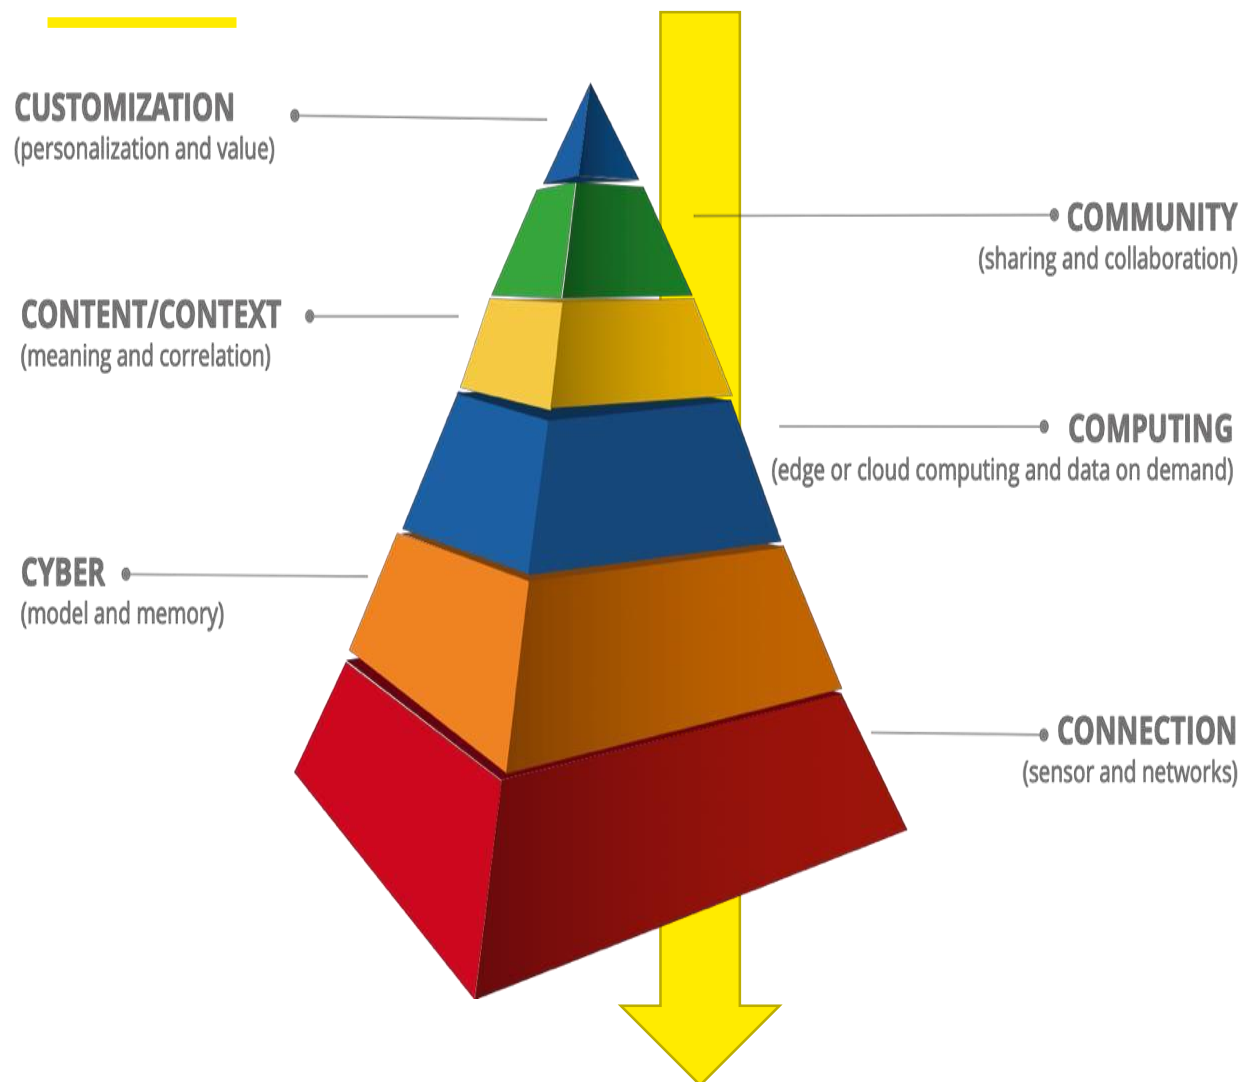 CUSTOMIZATION
(personalization and value)
COMMUNITY
(sharing and collaboration)
CONTENT/CONTEXT
(meaning and correlation)
COMPUTING
(edge or cloud computing and data on demand)
CYBER
(model and memory)
CONNECTION
(sensor and networks)